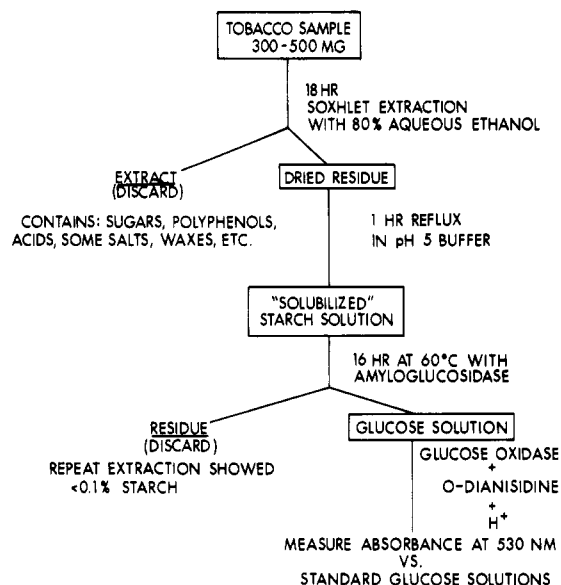 TOBACCO SAMPLE
300-500 MG
18 HR
SOXHLET EXTRACTION
WITH 80% AQUEOUS ETHANOL
EXTRACT
(DISCARD)
CONTAINS: SUGARS, POLYPHENOLS,
ACIDS, SOME SALTS, WAXES, ETC.
DRIED RESIDUE
1 HR REFLUX
IN pH 5 BUFFER
"SOLUBILIZED"
STARCH SOLUTION
16 HR AT 60°C WITH
AMYLOGLUCOSIDASE
RESIDUE
(DISCARD)
REPEAT EXTRACTION SHOWED
<0.1% STARCH
GLUCOSE SOLUTION
GLUCOSE OXIDASE
+
O-DIANISIDINE
+
H+
MEASURE ABSORBANCE AT 530 NM
VS.
STANDARD GLUCOSE SOLUTIONS